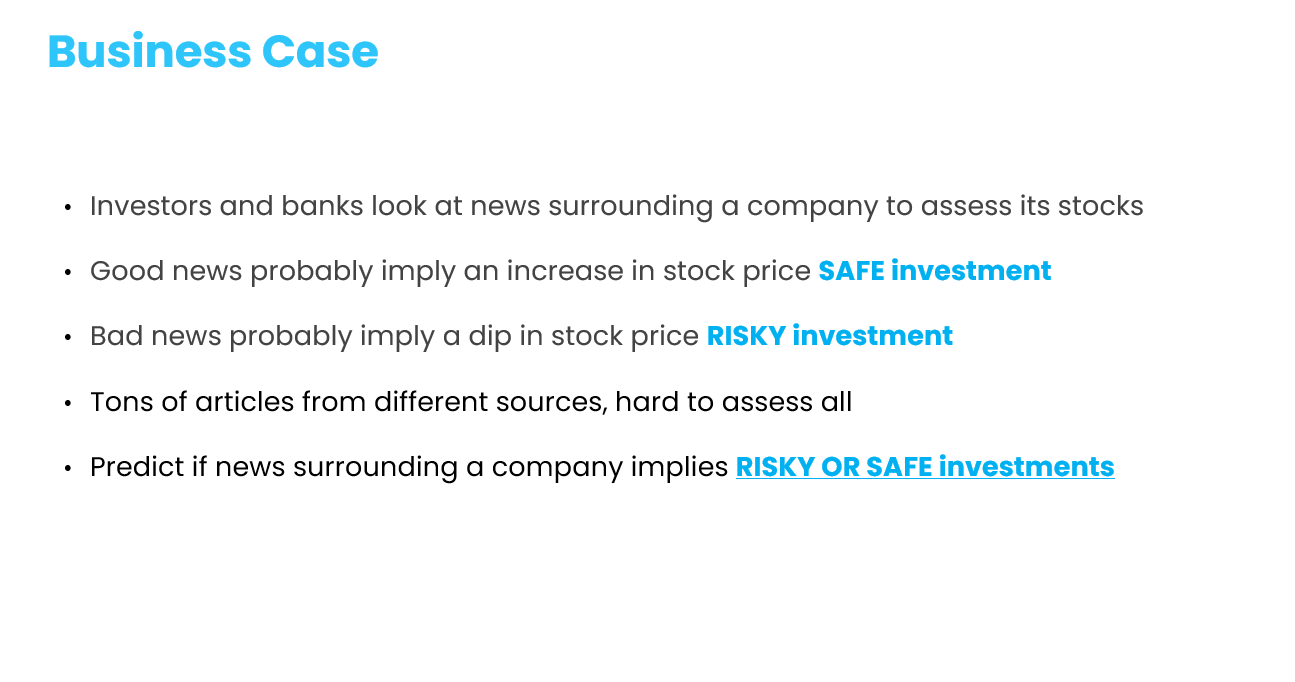 Business Case
• Investors and banks look at news surrounding a company to assess its stocks
• Good news probably imply an increase in stock price SAFE investment
• Bad news probably imply a dip in stock price RISKY investment
• Tons of articles from different sources, hard to assess all
• Predict if news surrounding a company implies RISKY OR SAFE investments